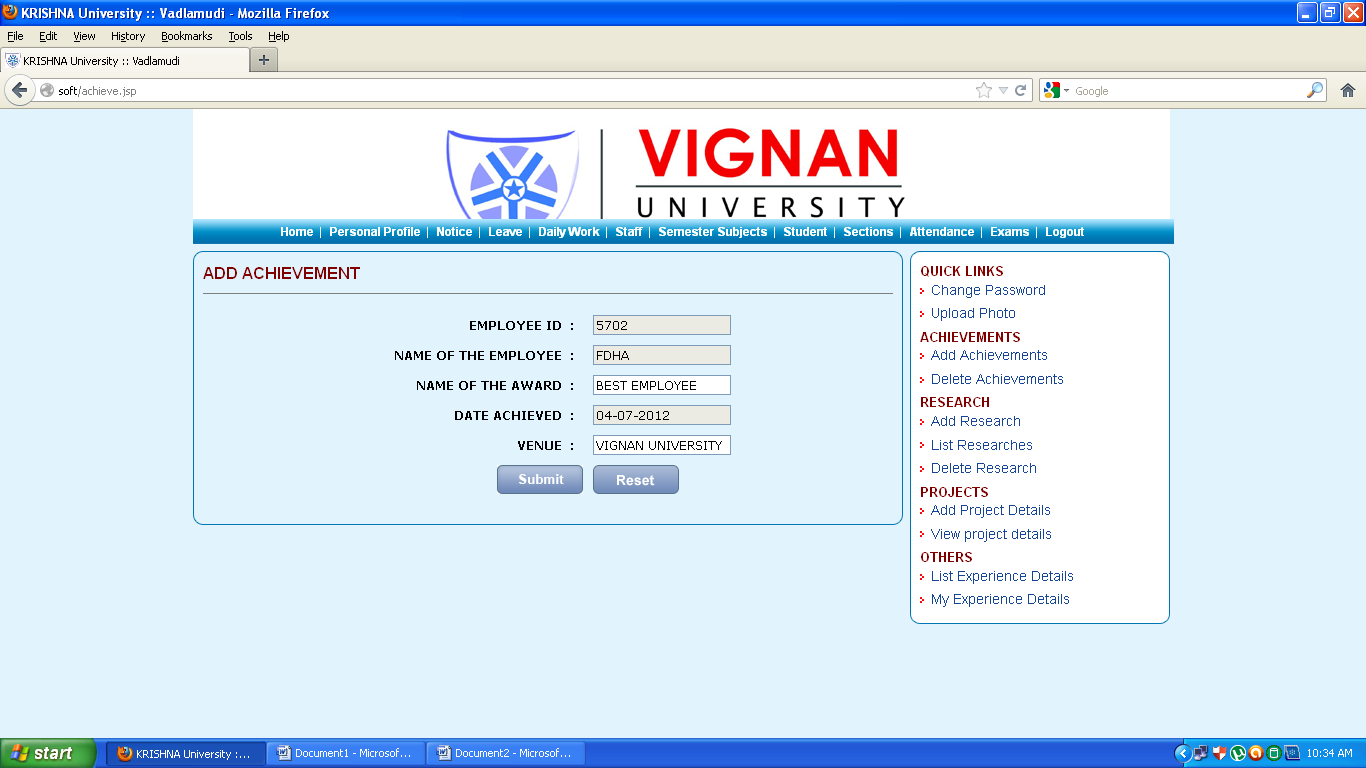 KRISHNA University :: Vadlamudi - Mozilla Firefox
File Edit View History Bookmarks Tools Help
KRISHNA University :: Vadlamudi
soft/achieve.jsp
Google
VIGNAN
UNIVERSITY
Home | Personal Profile | Notice | Leave | Daily Work | Staff | Semester Subjects | Student | Sections | Attendance | Exams | Logout
ADD ACHIEVEMENT
EMPLOYEE ID : 5702
NAME OF THE EMPLOYEE : FDHA
NAME OF THE AWARD : BEST EMPLOYEE
DATE ACHIEVED : 04-07-2012
VENUE : VIGNAN UNIVERSITY
Submit Reset
QUICK LINKS
Change Password
Upload Photo
ACHIEVEMENTS
Add Achievements
Delete Achievements
RESEARCH
Add Research
List Researches
Delete Research
PROJECTS
Add Project Details
View project details
OTHERS
List Experience Details
My Experience Details
start KRISHNA University :... Document1 - Microsof... Document2 - Microsof... 10:34 AM